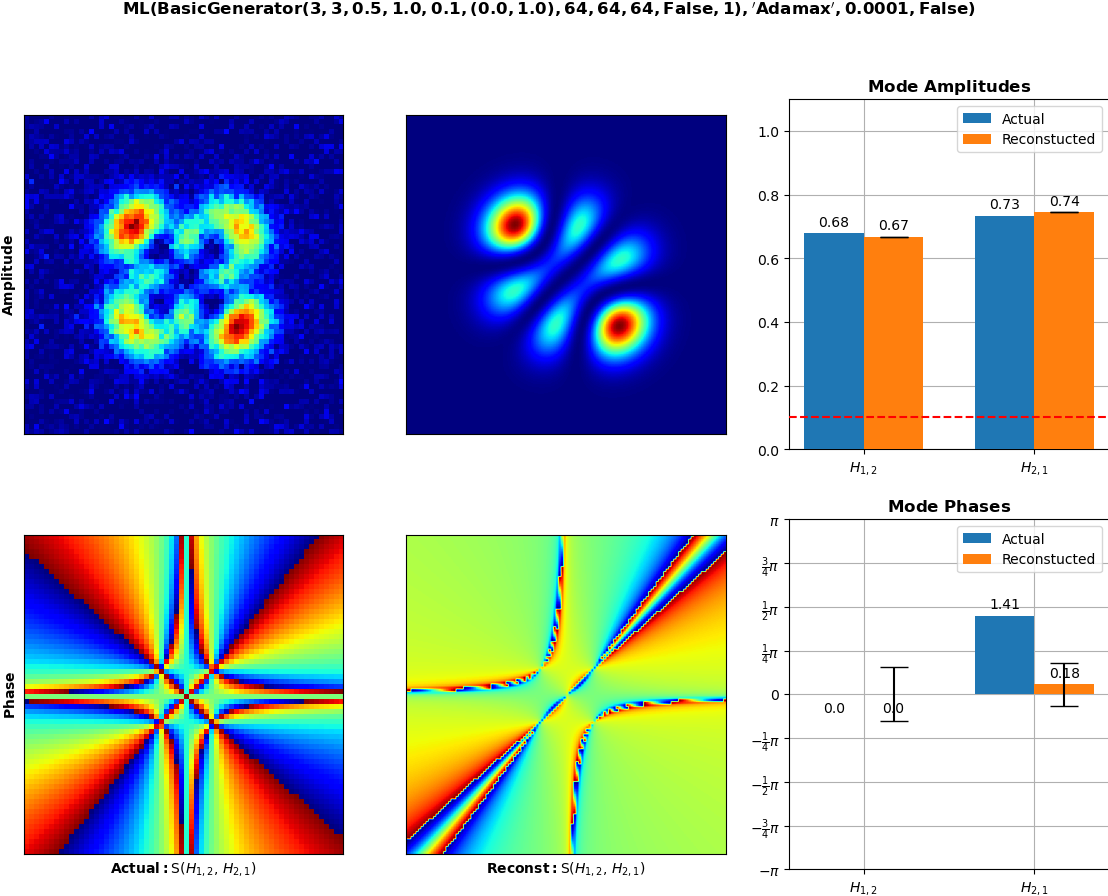 ML(BasicGenerator(3, 3, 0.5, 1.0, 0.1, (0.0, 1.0), 64, 64, 64, False, 1), ′Adamax′, 0.0001, False)
Amplitude
Mode Amplitudes
Actual
Reconstucted
1.0
0.8
0.6
0.4
0.2
0.0
0.68
0.67
0.73
0.74
H1, 2
H2, 1
Phase
Actual: S(H1, 2, H2, 1)
Reconst: S(H1, 2, H2, 1)
Mode Phases
Actual
Reconstucted
π
3/4π
1/2π
1/4π
0
−1/4π
−1/2π
−3/4π
−π
0.0
0.0
1.41
0.18
H1, 2
H2, 1